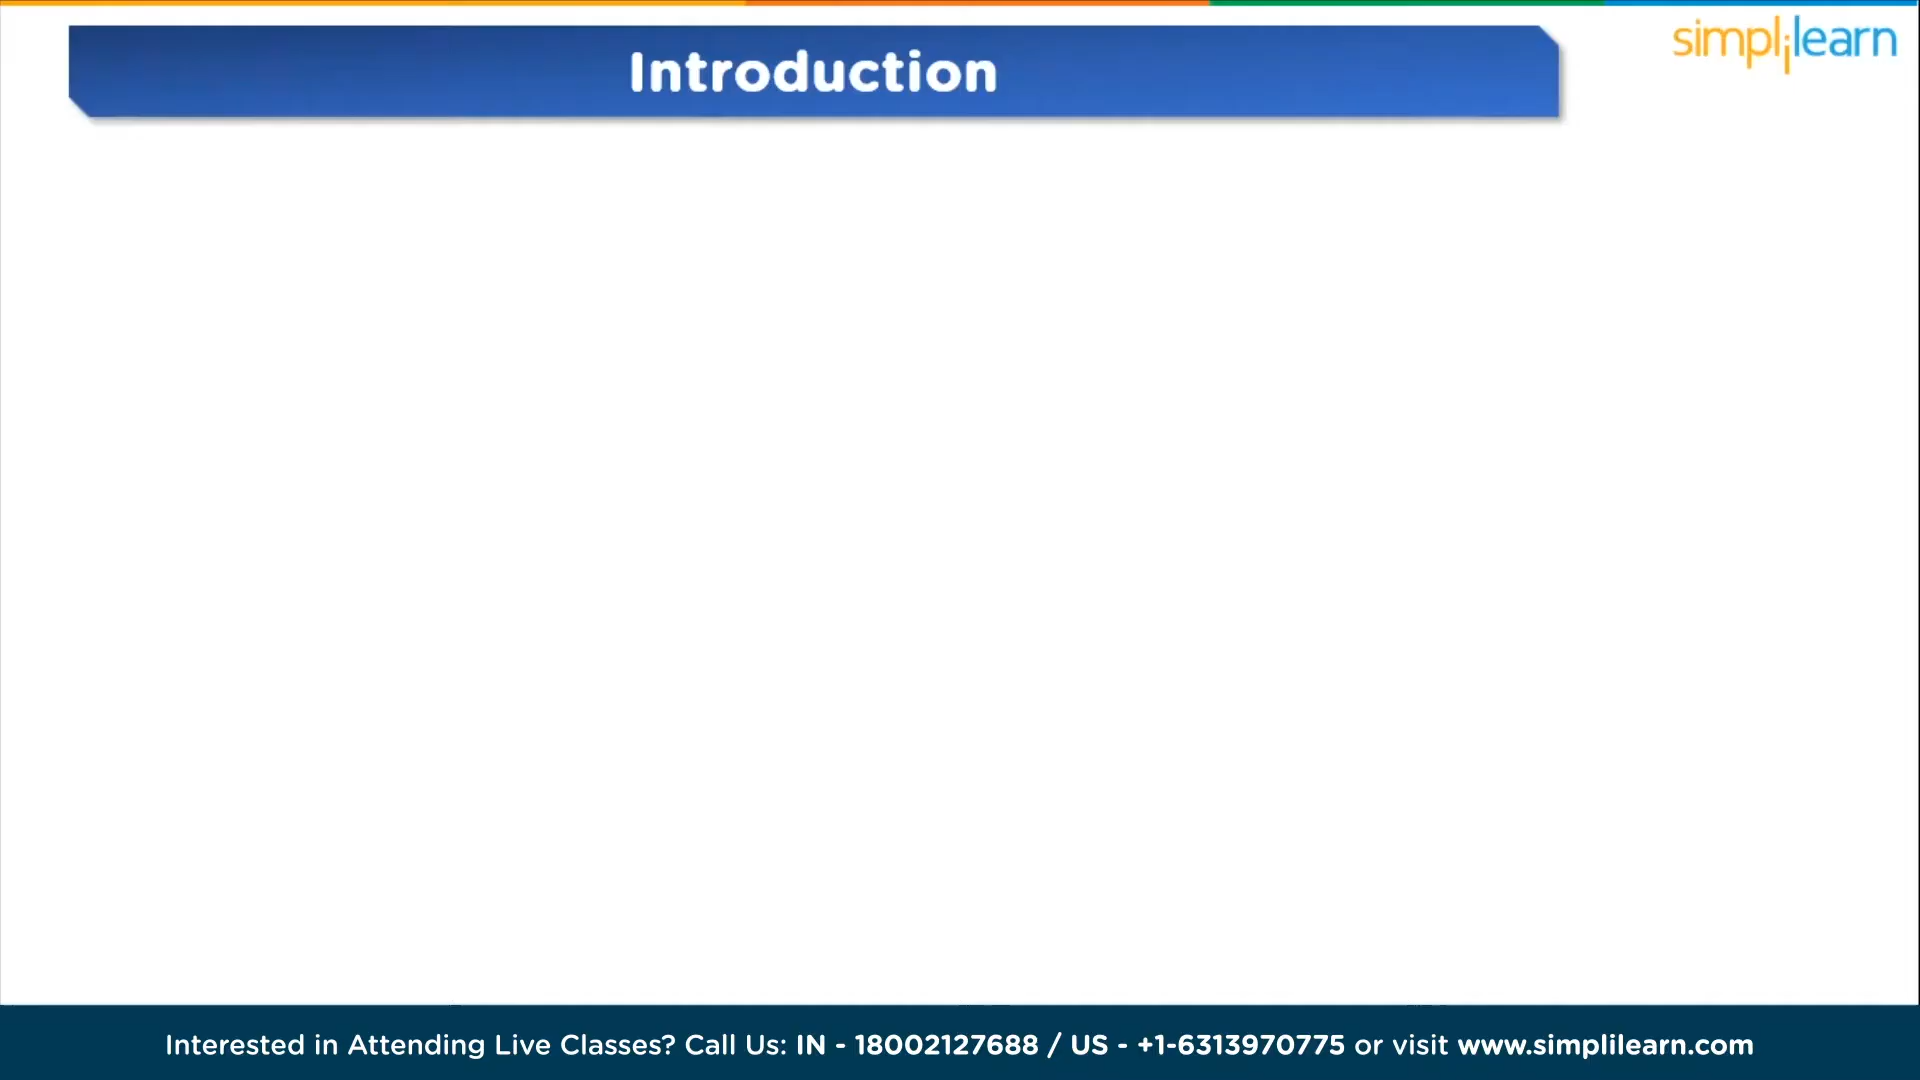 Introduction
simplilearn
Interested in Attending Live Classes? Call Us: IN - 18002127688 / US - +1-6313970775 or visit www.simplilearn.com